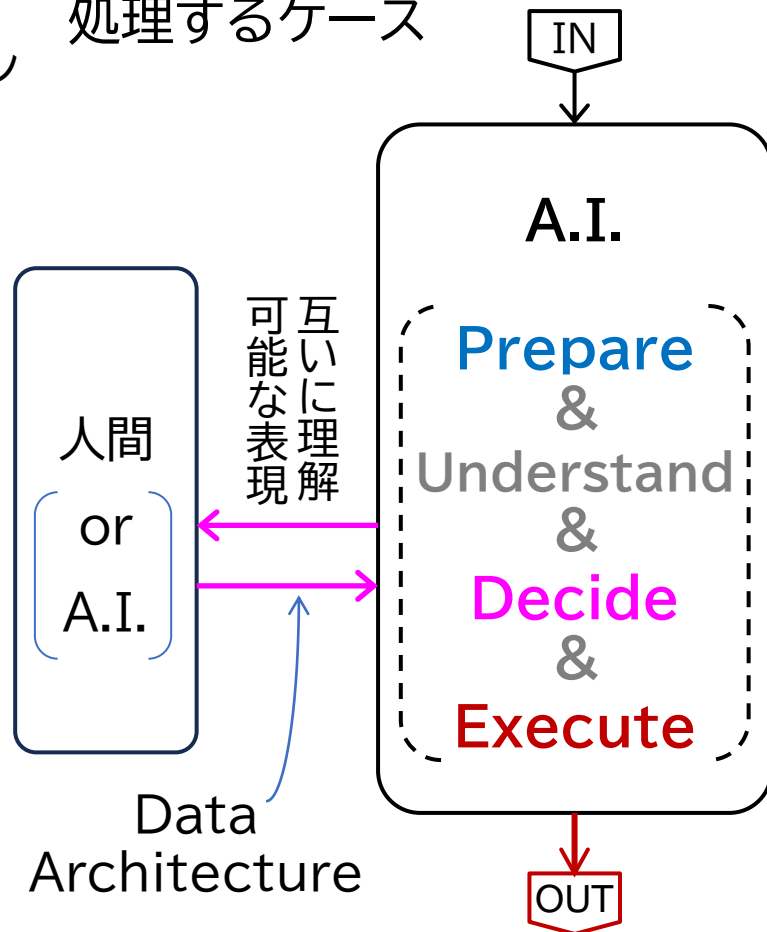 処理するケース
IN
A.I.
Prepare
&
Understand
&
Decide
&
Execute
互いに理解
可能な表現
人間
or
A.I.
Data
Architecture
OUT